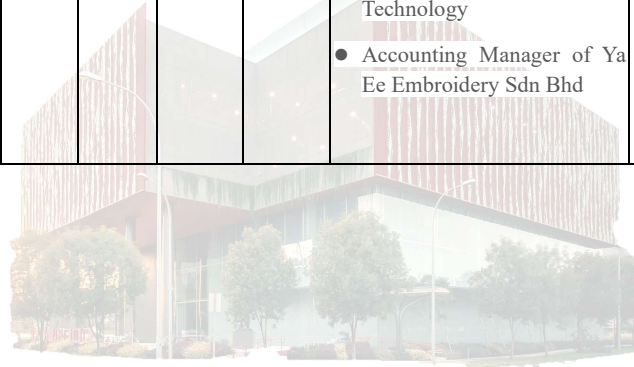 Technology
● Accounting Manager of Ya
Ee Embroidery Sdn Bhd